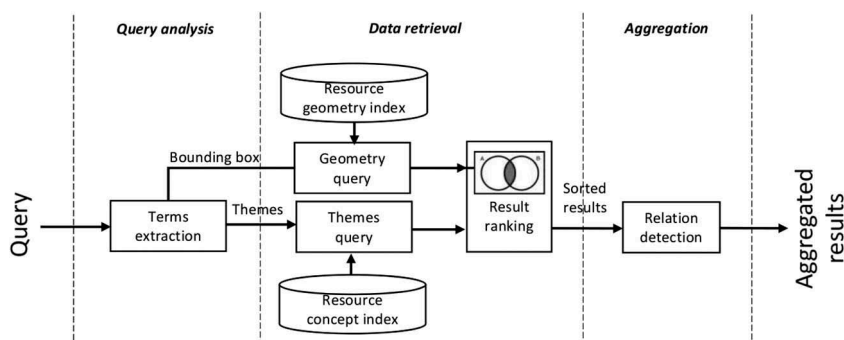 Query analysis
Data retrieval
Aggregation
Resource
geometry index
Bounding box
Geometry
query
A
B
Result
ranking
Sorted
results
Query
Terms
extraction
Themes
Themes
query
Relation
detection
Aggregated
results
Resource
concept index